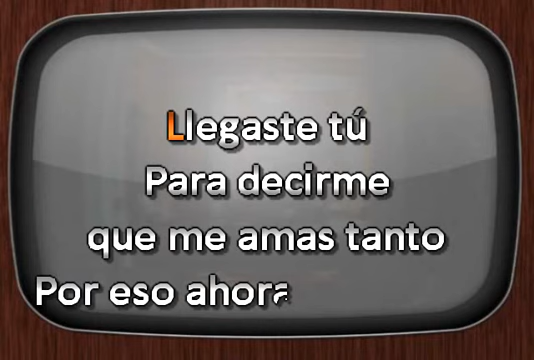 Llegaste tú
Para decirme
que me amas tanto
Por eso ahora